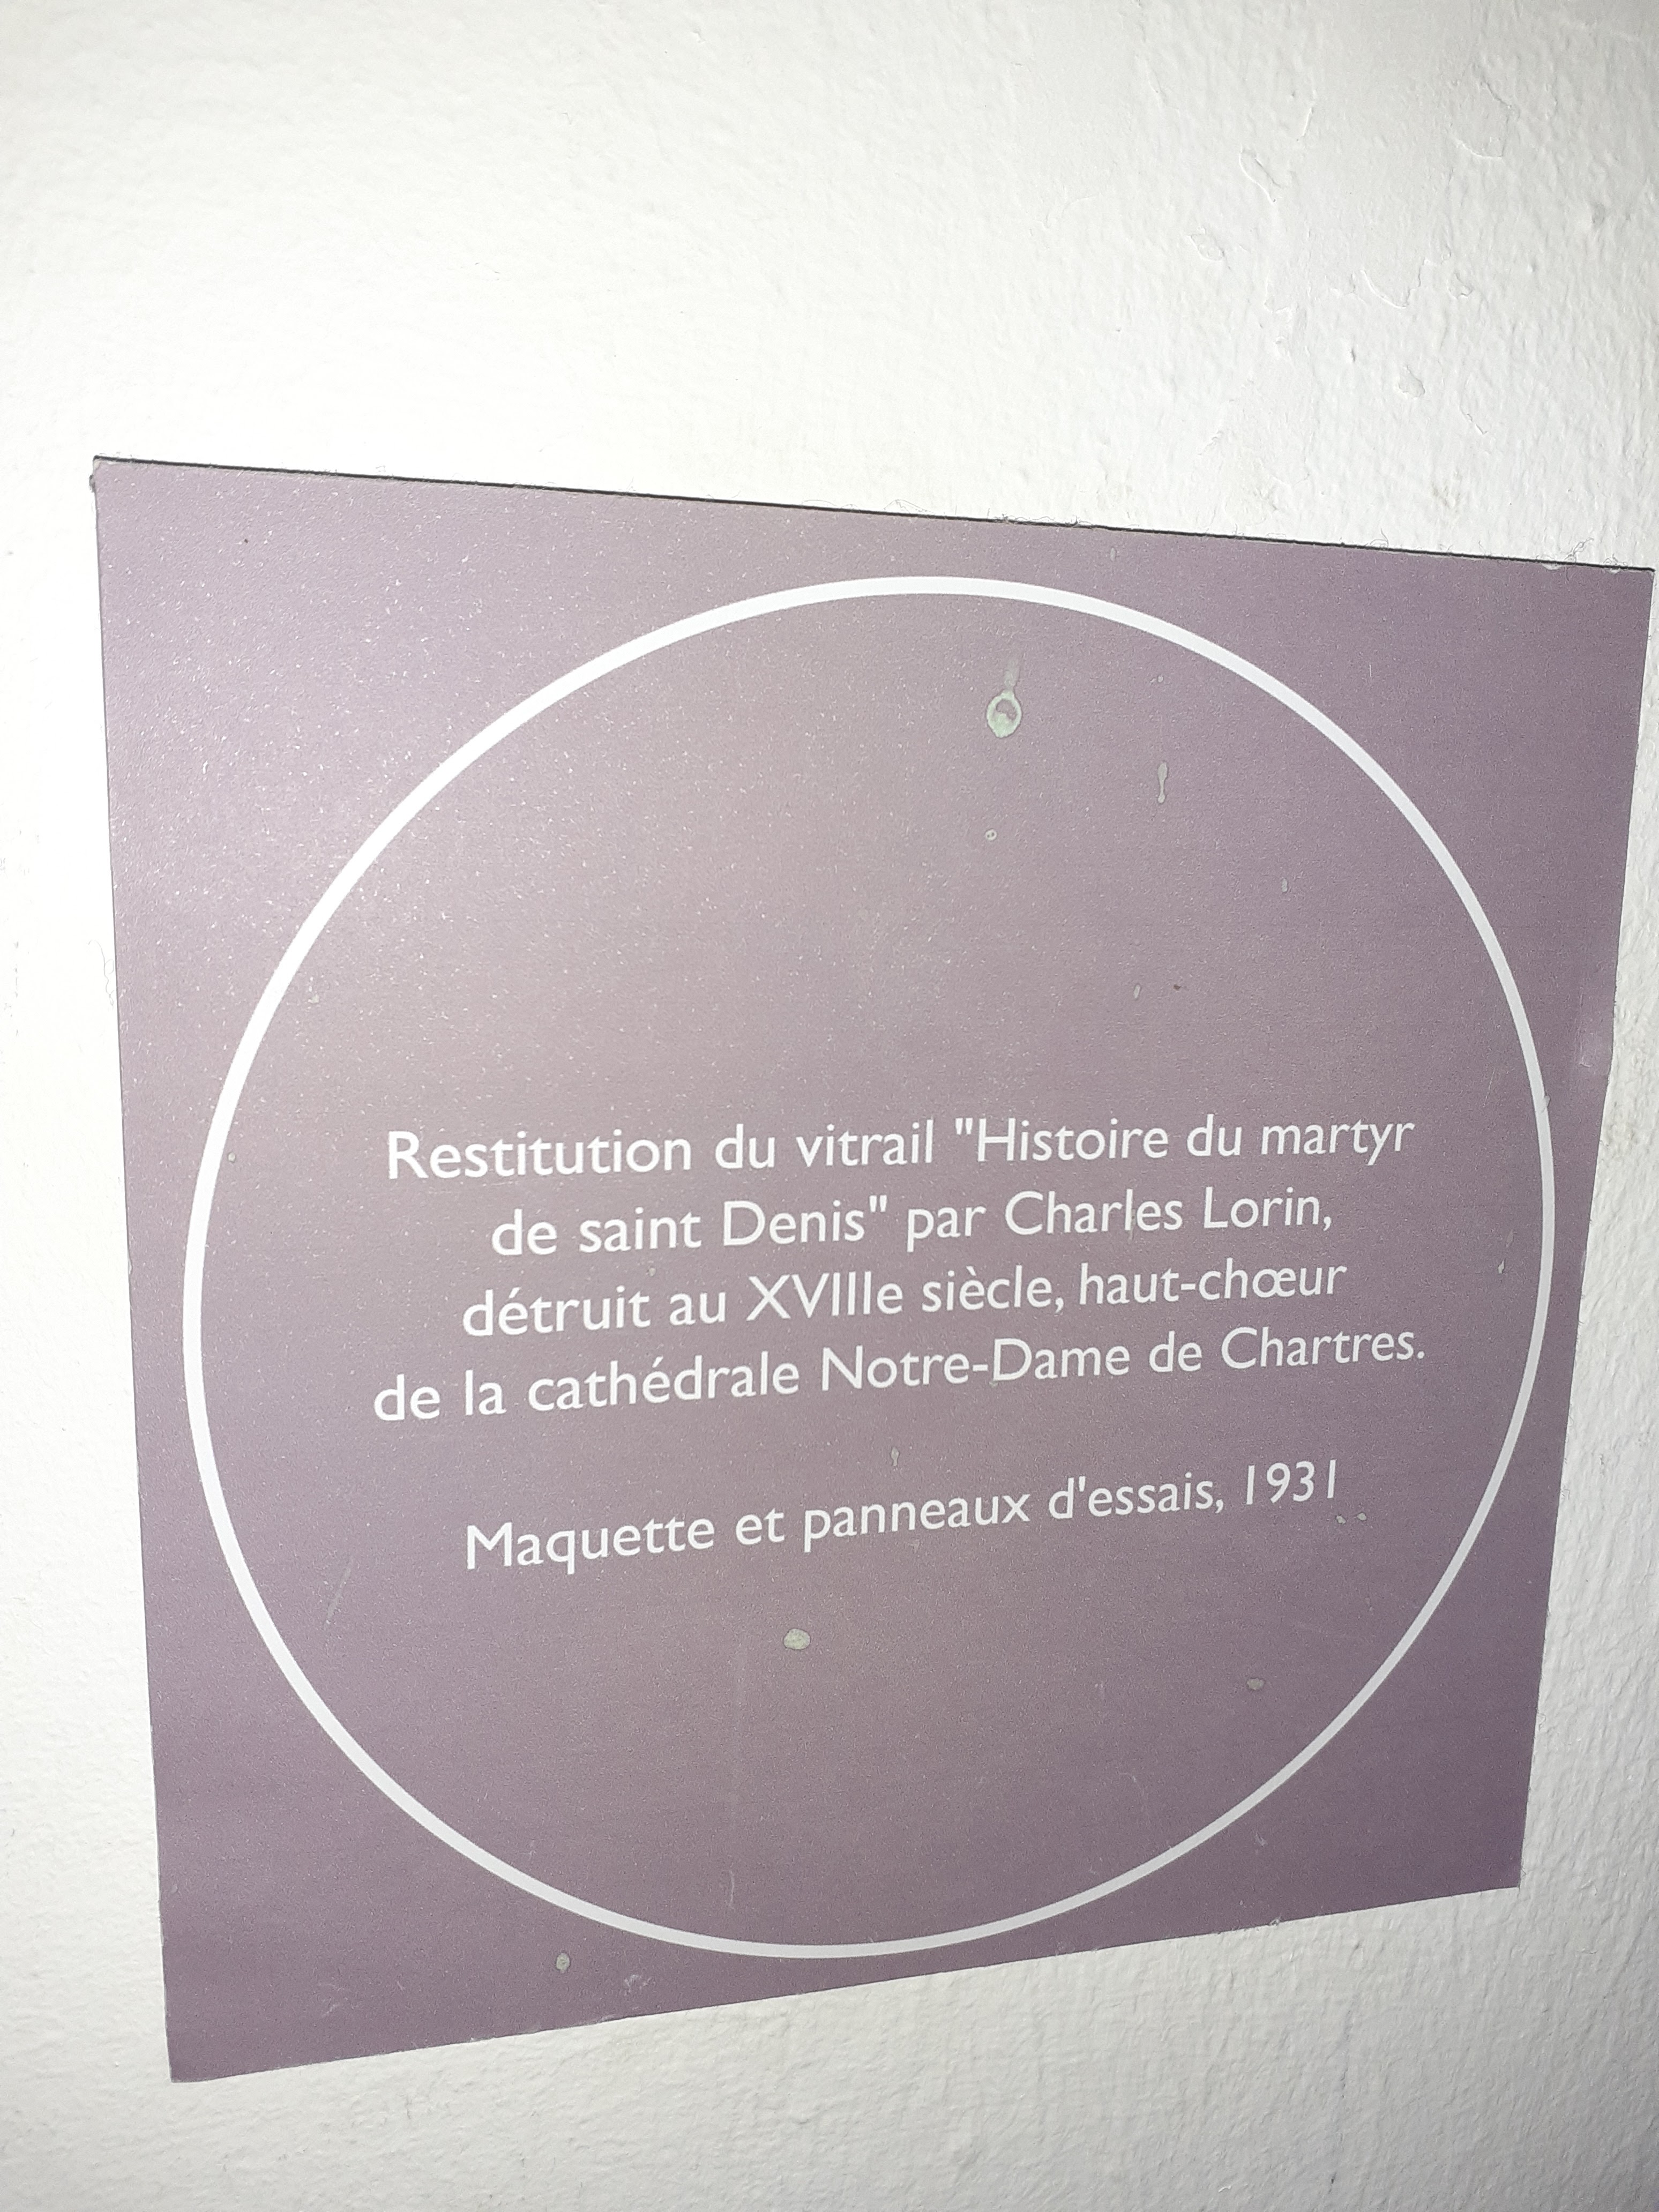 Restitution du vitrail "Histoire du martyr
de saint Denis" par Charles Lorin,
détruit au XVIIIe siècle, haut-chœur
de la cathédrale Notre-Dame de Chartres.
Maquette et panneaux d'essais, 1931